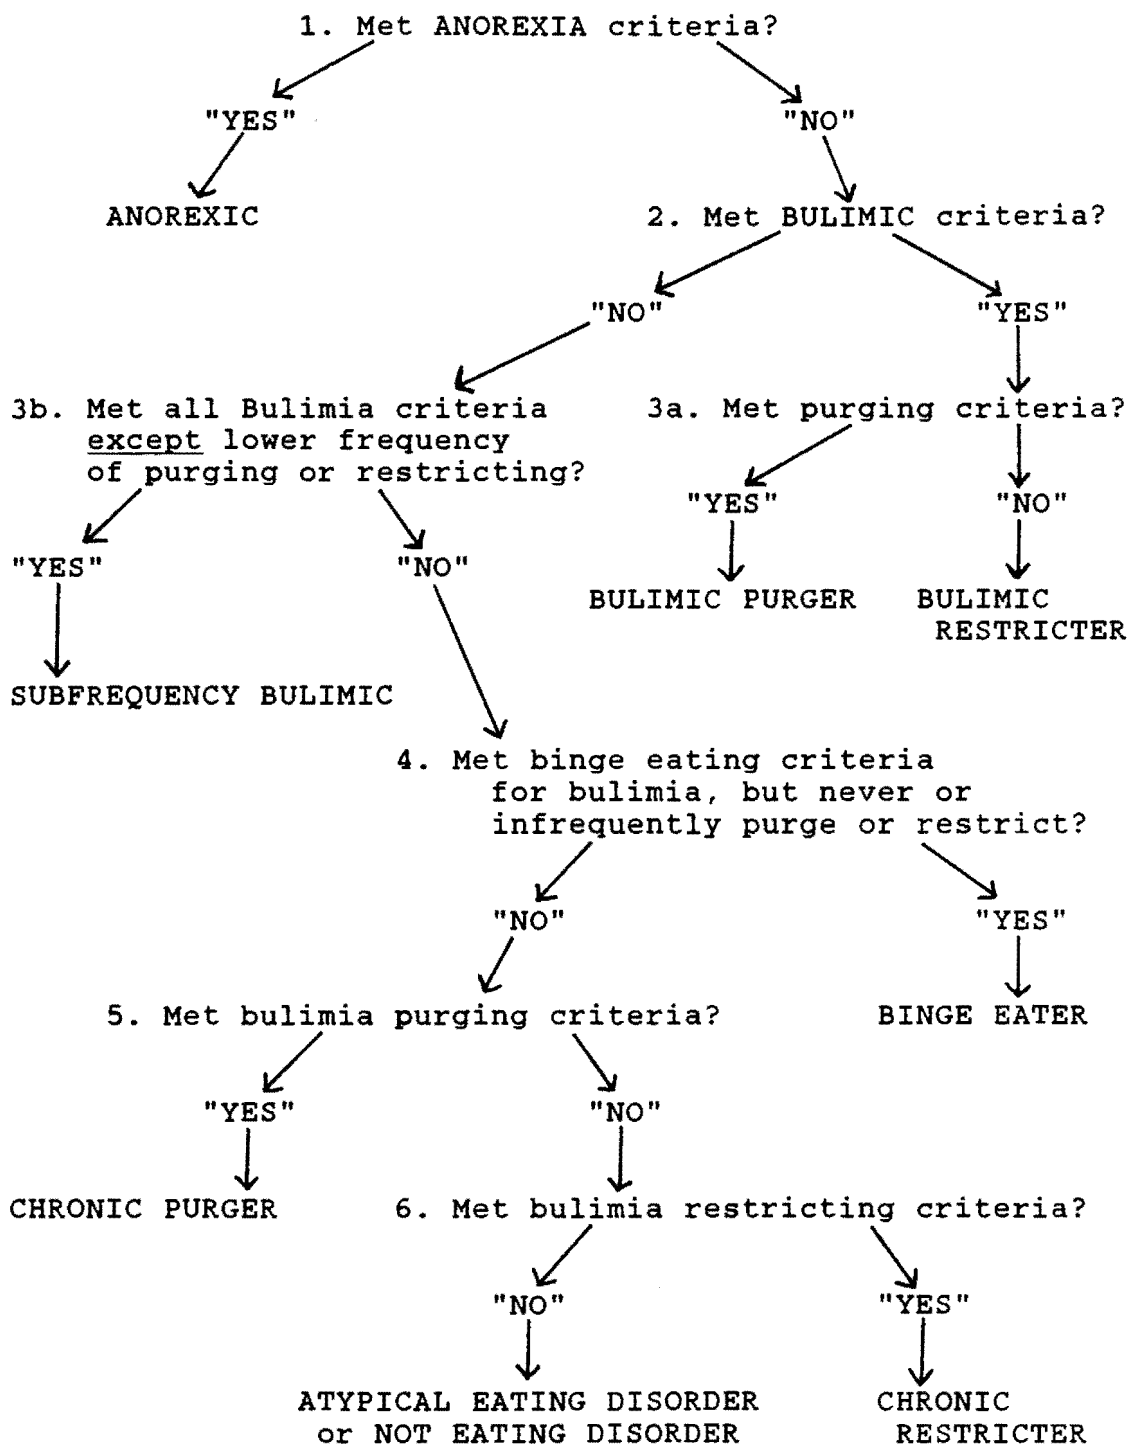 1. Met ANOREXIA criteria?
"YES"
"NO"
ANOREXIC
2. Met BULIMIC criteria?
"NO"
"YES"
3b. Met all Bulimia criteria
except lower frequency
of purging or restricting?
3a. Met purging criteria?
"YES"
"NO"
"YES"
"NO"
BULIMIC PURGER
BULIMIC
RESTRICTER
SUBFREQUENCY BULIMIC
4. Met binge eating criteria
for bulimia, but never or
infrequently purge or restrict?
"NO"
"YES"
5. Met bulimia purging criteria?
BINGE EATER
"YES"
"NO"
CHRONIC PURGER
6. Met bulimia restricting criteria?
"NO"
"YES"
ATYPICAL EATING DISORDER
or NOT EATING DISORDER
CHRONIC
RESTRICTER